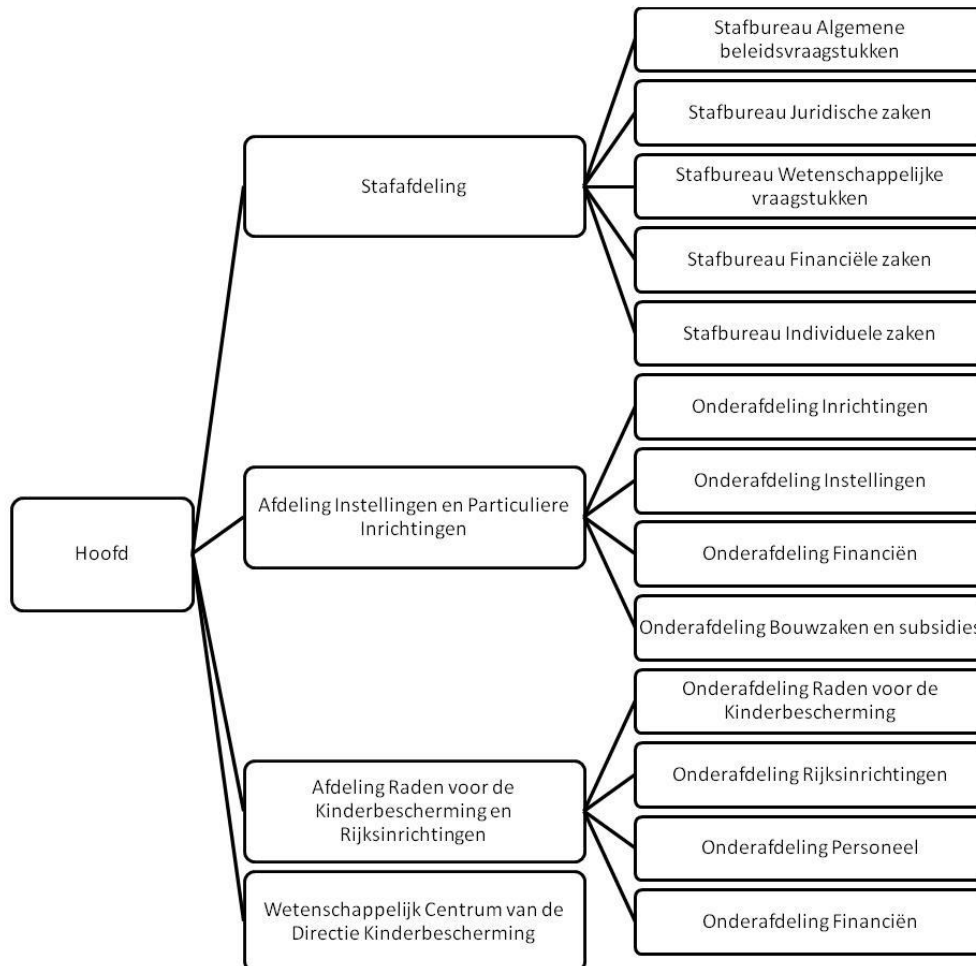 Hoofd
Stafafdeling
Stafbureau Algemene
beleidsvraagstukken
Stafbureau Juridische zaken
Stafbureau Wetenschappelijke
vraagstukken
Stafbureau Financiële zaken
Stafbureau Individuele zaken
Afdeling Instellingen en Particuliere
Inrichtingen
Onderafdeling Inrichtingen
Onderafdeling Instellingen
Onderafdeling Financiën
Onderafdeling Bouwzaken en subsidies
Afdeling Raden voor de
Kinderbescherming en
Rijksinrichtingen
Onderafdeling Raden voor de
Kinderbescherming
Onderafdeling Rijksinrichtingen
Onderafdeling Personeel
Onderafdeling Financiën
Wetenschappelijk Centrum van de
Directie Kinderbescherming